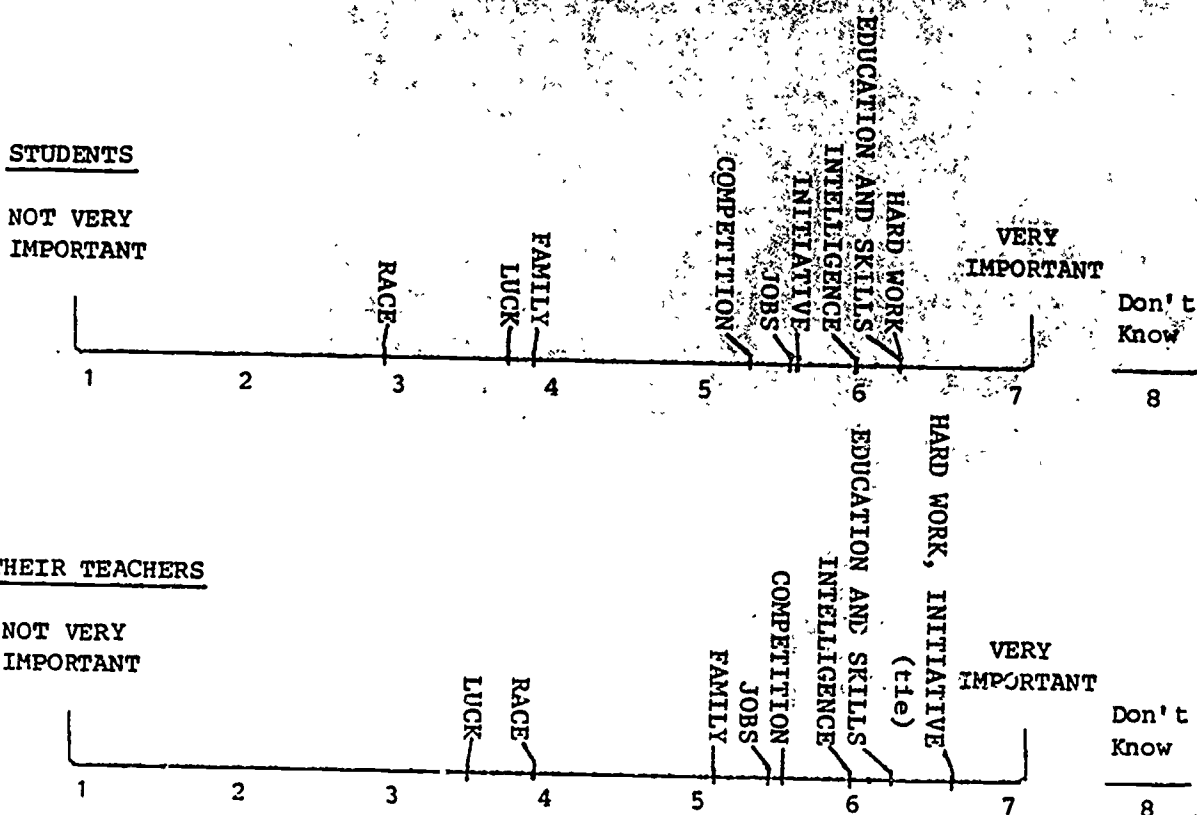 STUDENTS
NOT VERY
IMPORTANT
RACE
LUCK
FAMILY
COMPETITION
JOBS
INITIATIVE
INTELLIGENCE
EDUCATION AND SKILLS
HARD WORK
VERY
IMPORTANT
Don't
Know
1 2 3 4 5 6 7 8
THEIR TEACHERS
NOT VERY
IMPORTANT
LUCK
RACE
FAMILY
JOBS
COMPETITION
INTELLIGENCE
EDUCATION AND SKILLS
(tie)
HARD WORK, INITIATIVE
VERY
IMPORTANT
Don't
Know
1 2 3 4 5 6 7 8